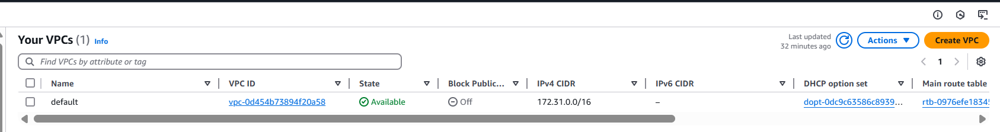 Your VPCs (1) Info
Last updated
32 minutes ago
Actions
Create VPC
Find VPCs by attribute or tag
1
Name VPC ID State Block Public... IPv4 CIDR IPv6 CIDR DHCP option set Main route table
default vpc-0d454b73894f20a58 Available Off 172.31.0.0/16 – dopt-0dc9c63586c8939... rtb-0976efe18345